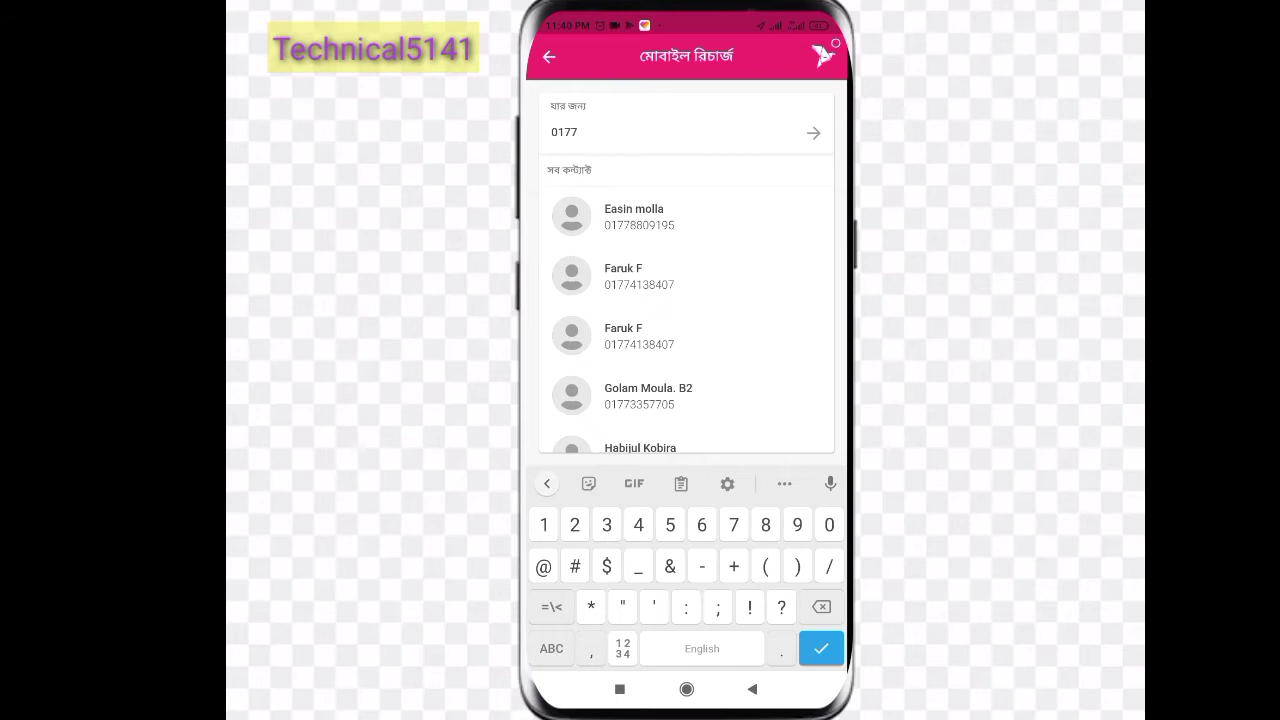 Technical5141
11:40 PM
মোবাইল রিচার্জ
যার জন্য
0177
সব কন্ট্যাক্ট
Easin molla
01778809195
Faruk F
01774138407
Faruk F
01774138407
Golam Moula. B2
01773357705
Habijul Kobira
GIF
1 2 3 4 5 6 7 8 9 0
@ # $ _ & - + ( ) /
=\< * " ' : ; ! ?
ABC , 12 34 English .